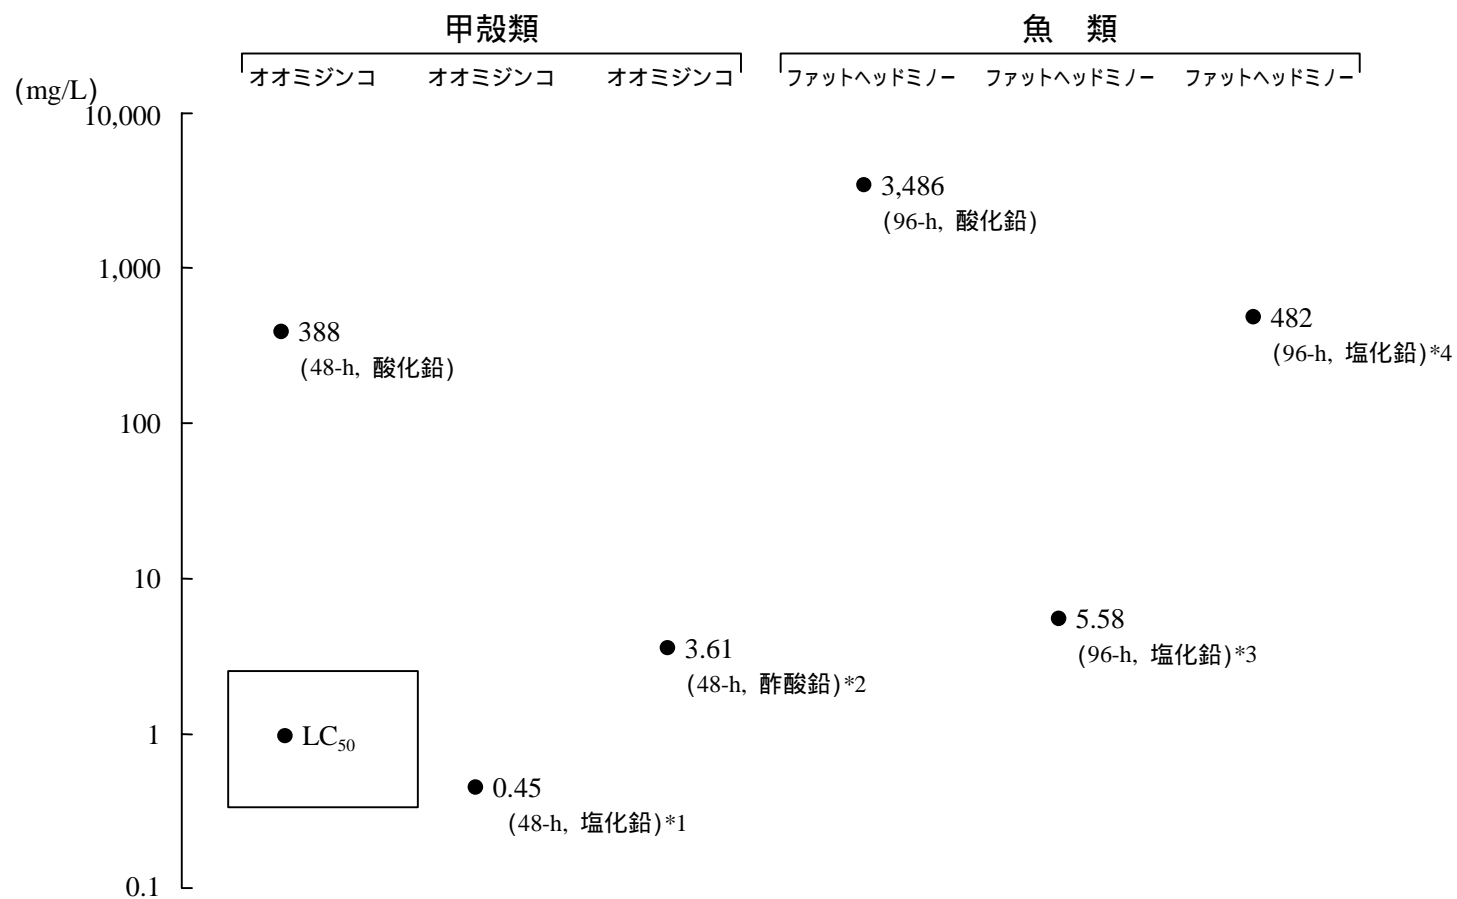 甲殻類
魚　類
オオミジンコ
オオミジンコ
オオミジンコ
ファットヘッドミノー
ファットヘッドミノー
ファットヘッドミノー
(mg/L)
10,000
3,486
(96-h, 酸化鉛)
1,000
482
(96-h, 塩化鉛)*4
388
(48-h, 酸化鉛)
100
10
5.58
(96-h, 塩化鉛)*3
3.61
(48-h, 酢酸鉛)*2
1
LC50
0.45
(48-h, 塩化鉛)*1
0.1